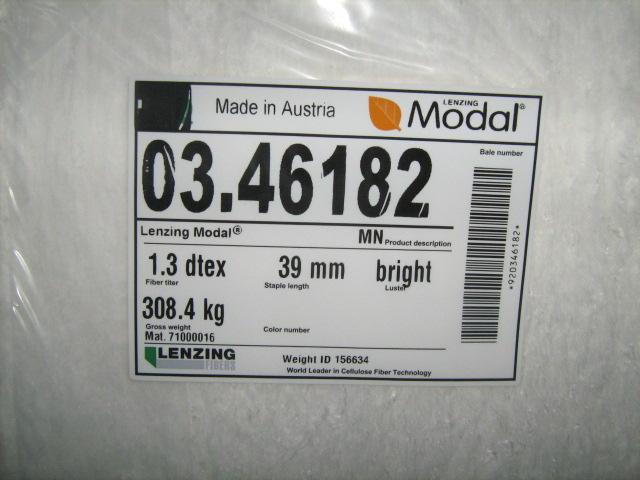 Made in Austria
LENZING
Modal®
03.46182
Bale number
Lenzing Modal®
MN Product description
1.3 dtex 39 mm bright
Fiber titer Staple length Luster
308.4 kg
Gross weight Color number
Mat. 71000016
*920346182*
LENZING
FIBERS
Weight ID 156634
World Leader in Cellulose Fiber Technology